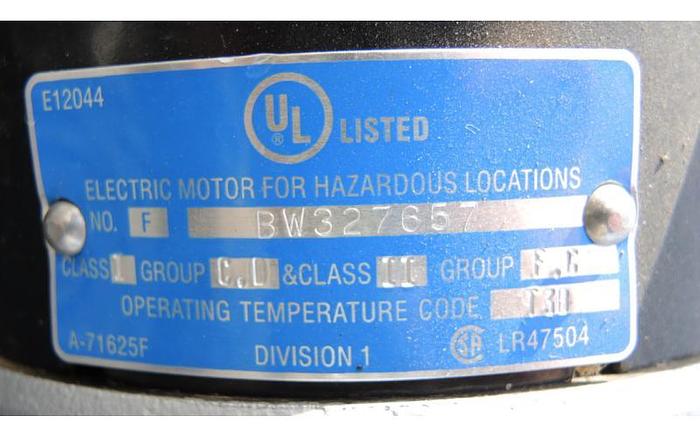 E12044
UL ® LISTED
ELECTRIC MOTOR FOR HAZARDOUS LOCATIONS
NO. F BW327657
CLASS I GROUP C,D & CLASS II GROUP F,G
OPERATING TEMPERATURE CODE
A-71625F DIVISION 1 SA LR47504